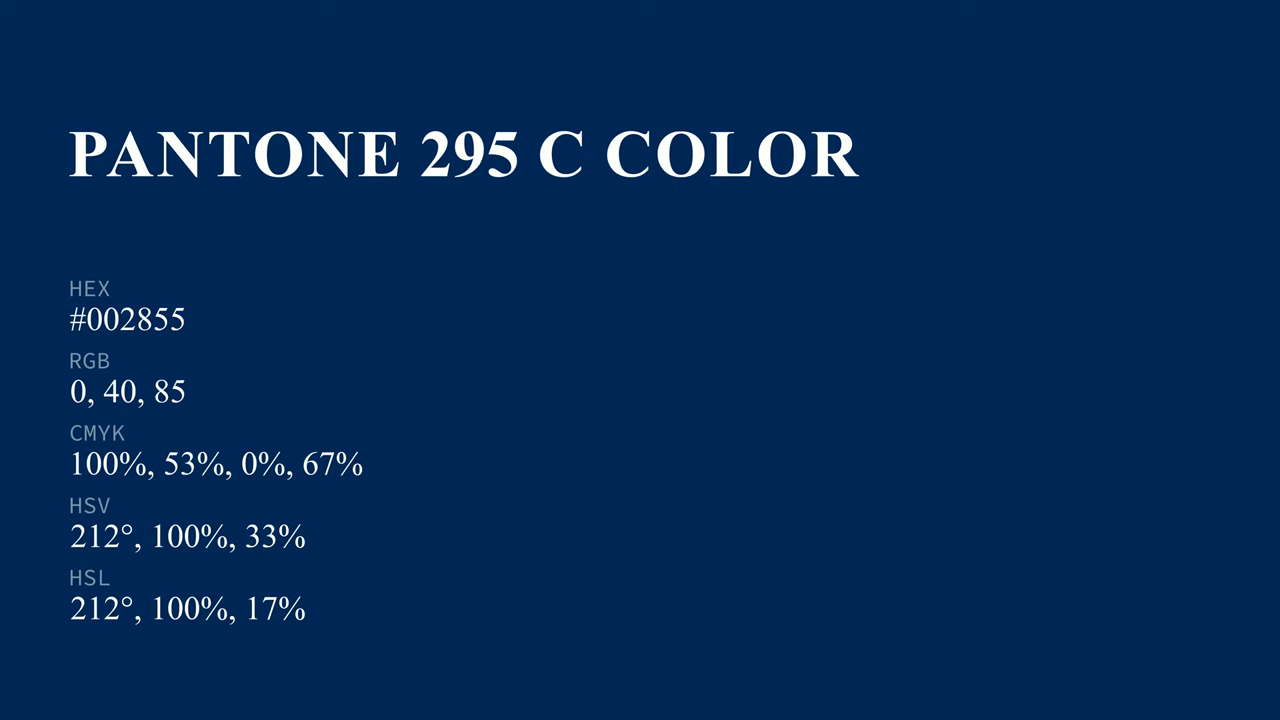 PANTONE 295 C COLOR
HEX
#002855
RGB
0, 40, 85
CMYK
100%, 53%, 0%, 67%
HSV
212°, 100%, 33%
HSL
212°, 100%, 17%